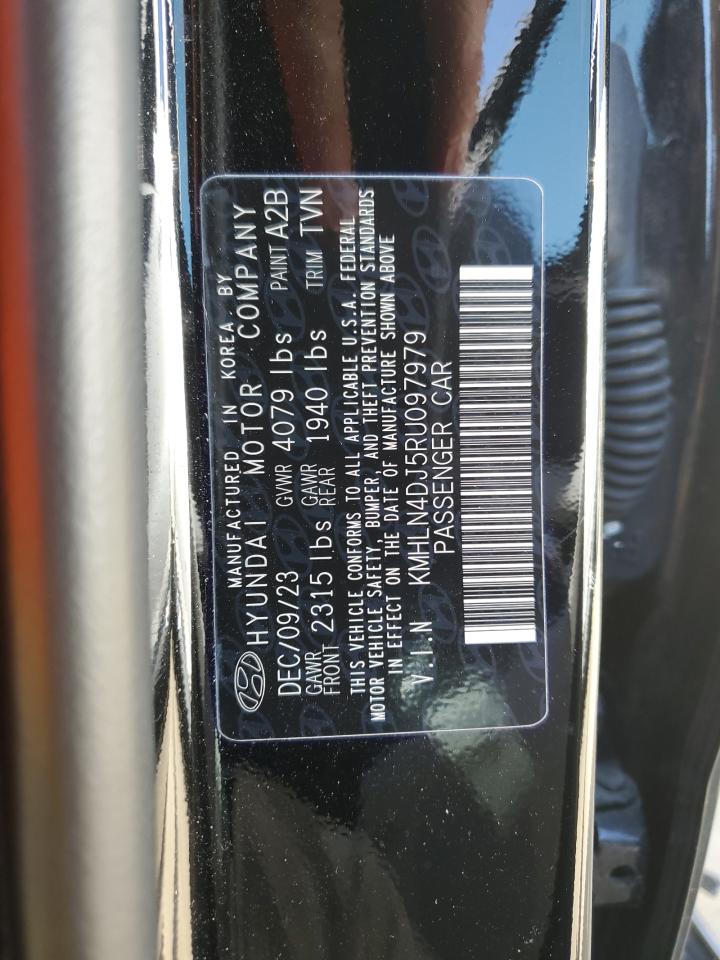 MANUFACTURED IN KOREA BY
HYUNDAI MOTOR COMPANY
DEC/09/23 GVWR 4079 lbs PAINT A2B
GAWR FRONT 2315 lbs GAWR REAR 1940 lbs TRIM TVN
THIS VEHICLE CONFORMS TO ALL APPLICABLE U.S.A. FEDERAL
MOTOR VEHICLE SAFETY, BUMPER, AND THEFT PREVENTION STANDARDS
IN EFFECT ON THE DATE OF MANUFACTURE SHOWN ABOVE
V.I.N KMHLN4DJ5RU097979
PASSENGER CAR